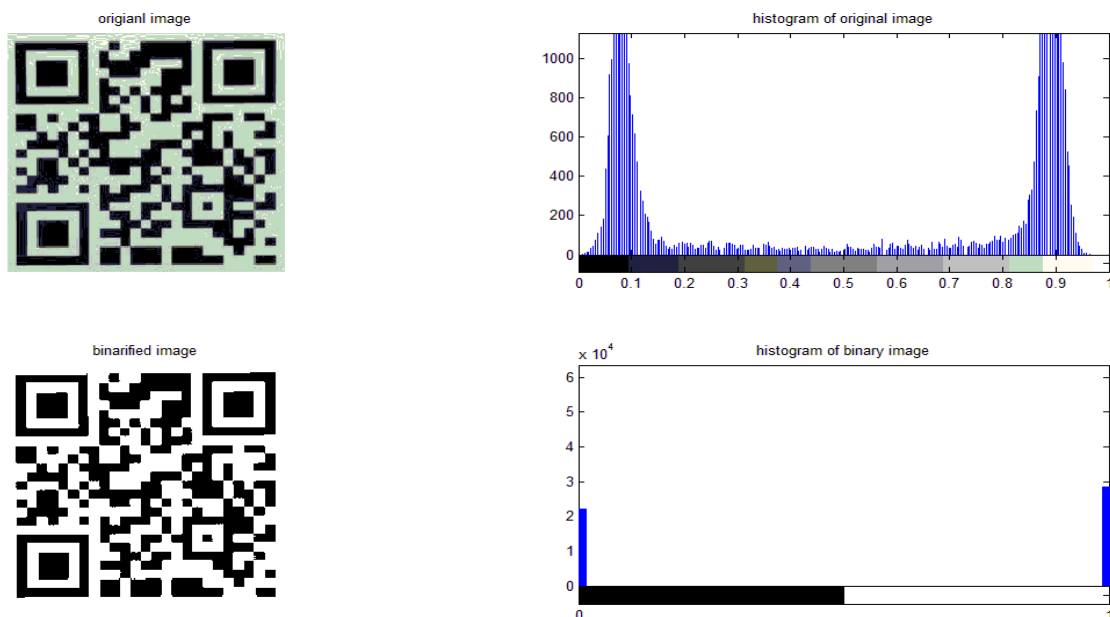 origianl image
histogram of original image
1000
800
600
400
200
0
0 0.1 0.2 0.3 0.4 0.5 0.6 0.7 0.8 0.9 1
binarified image
histogram of binary image
x 10^4
6
5
4
3
2
1
0
0 1